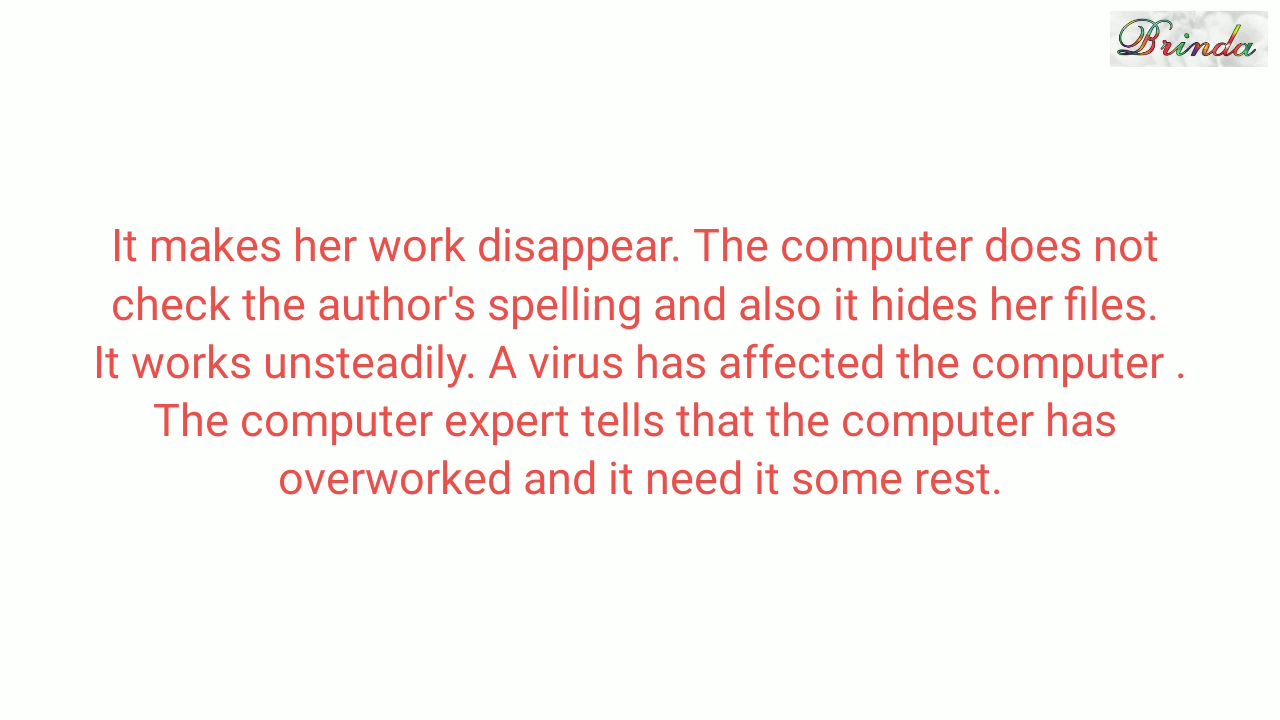 Brinda
It makes her work disappear. The computer does not
check the author's spelling and also it hides her files.
It works unsteadily. A virus has affected the computer .
The computer expert tells that the computer has
overworked and it need it some rest.